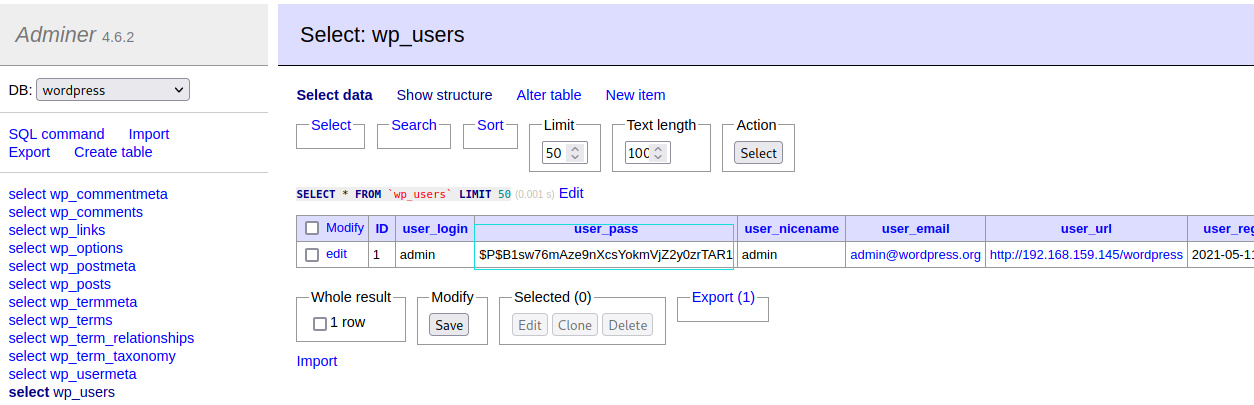 Adminer 4.6.2
Select: wp_users
DB: wordpress
Select data Show structure Alter table New item
SQL command Import
Export Create table
Select Search Sort Limit Text length Action
50 100 Select
SELECT * FROM `wp_users` LIMIT 50 (0.001 s) Edit
select wp_commentmeta
select wp_comments
select wp_links
select wp_options
select wp_postmeta
select wp_posts
select wp_termmeta
select wp_terms
select wp_term_relationships
select wp_term_taxonomy
select wp_usermeta
select wp_users
Modify ID user_login user_pass user_nicename user_email user_url user_reg
edit 1 admin $P$B1sw76mAze9nXcsYokmVjZ2y0zrTAR1 admin admin@wordpress.org http://192.168.159.145/wordpress 2021-05-11
Whole result Modify Selected (0) Export (1)
1 row Save Edit Clone Delete
Import